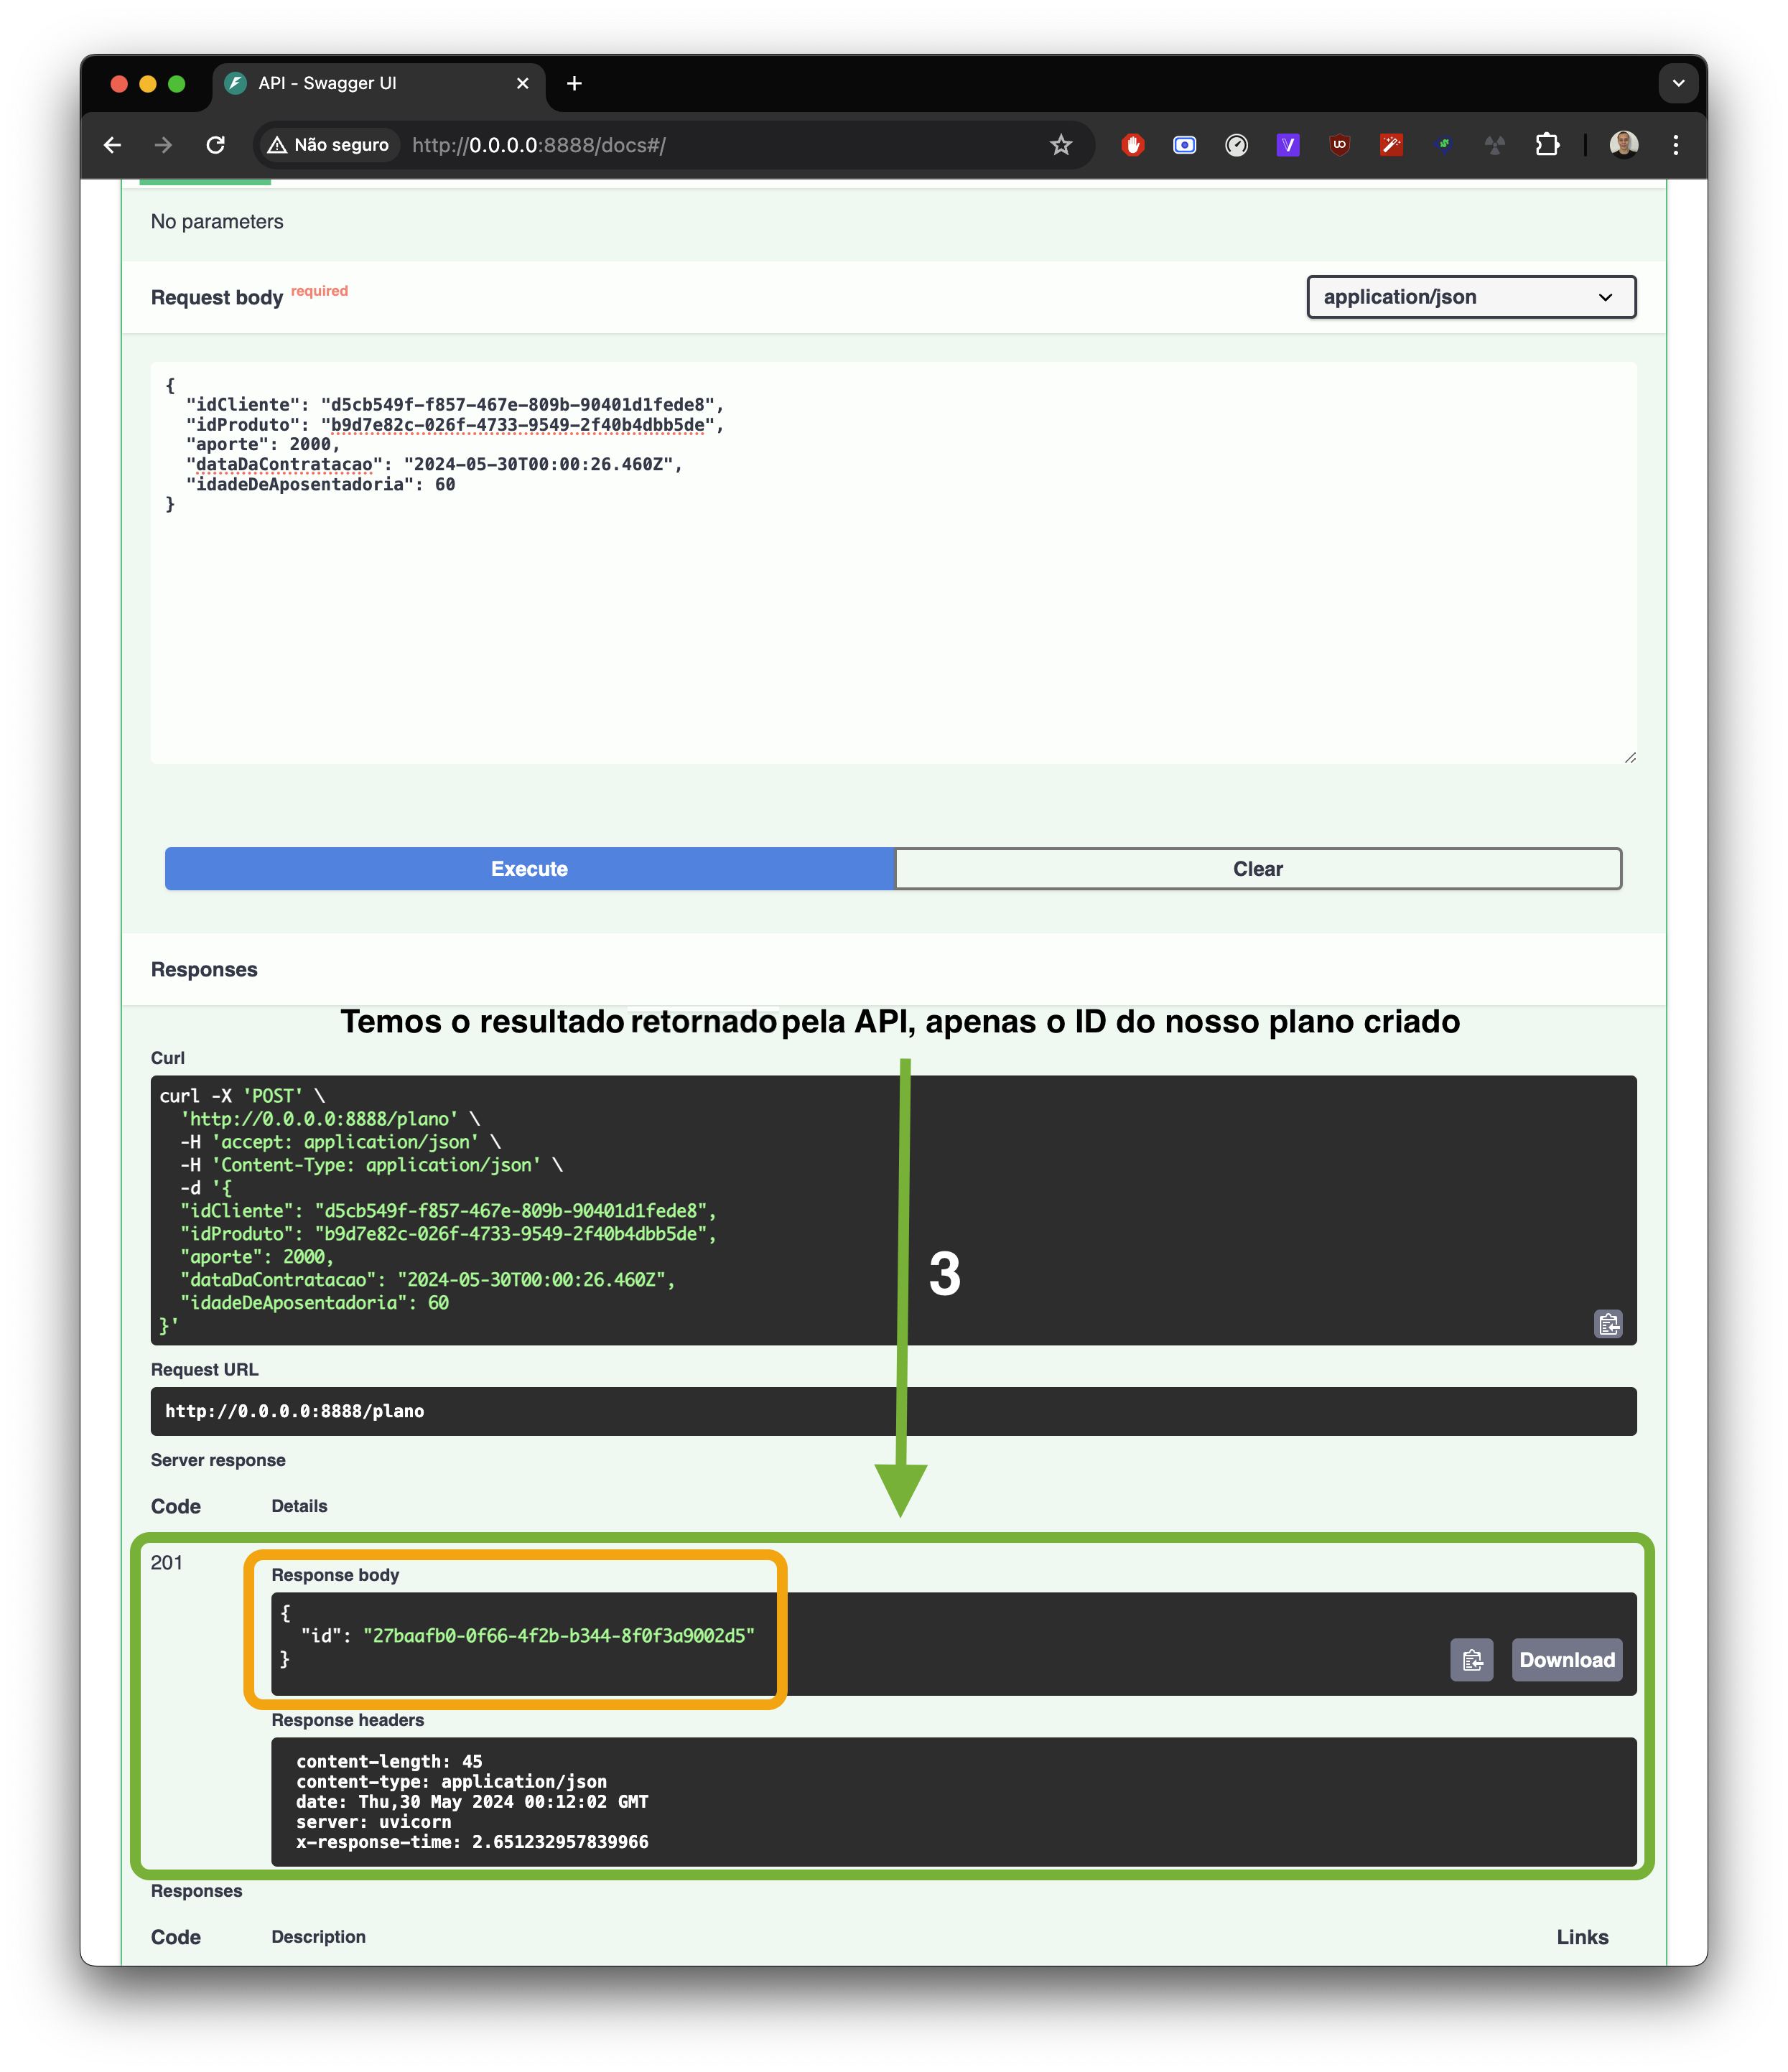 API - Swagger UI
Não seguro
http://0.0.0.0:8888/docs#/
No parameters
Request body required
application/json
{
"idCliente": "d5cb549f-f857-467e-809b-90401d1fede8",
"idProduto": "b9d7e82c-026f-4733-9549-2f40b4dbb5de",
"aporte": 2000,
"dataDaContratacao": "2024-05-30T00:00:26.460Z",
"idadeDeAposentadoria": 60
}
Execute
Clear
Responses
Temos o resultado retornado pela API, apenas o ID do nosso plano criado
Curl
curl -X 'POST' \
'http://0.0.0.0:8888/plano' \
-H 'accept: application/json' \
-H 'Content-Type: application/json' \
-d '{
"idCliente": "d5cb549f-f857-467e-809b-90401d1fede8",
"idProduto": "b9d7e82c-026f-4733-9549-2f40b4dbb5de",
"aporte": 2000,
"dataDaContratacao": "2024-05-30T00:00:26.460Z",
"idadeDeAposentadoria": 60
}'
3
Request URL
http://0.0.0.0:8888/plano
Server response
Code Details
201
Response body
{
"id": "27baafb0-0f66-4f2b-b344-8f0f3a9002d5"
}
Download
Response headers
content-length: 45
content-type: application/json
date: Thu,30 May 2024 00:12:02 GMT
server: uvicorn
x-response-time: 2.651232957839966
Responses
Code Description Links